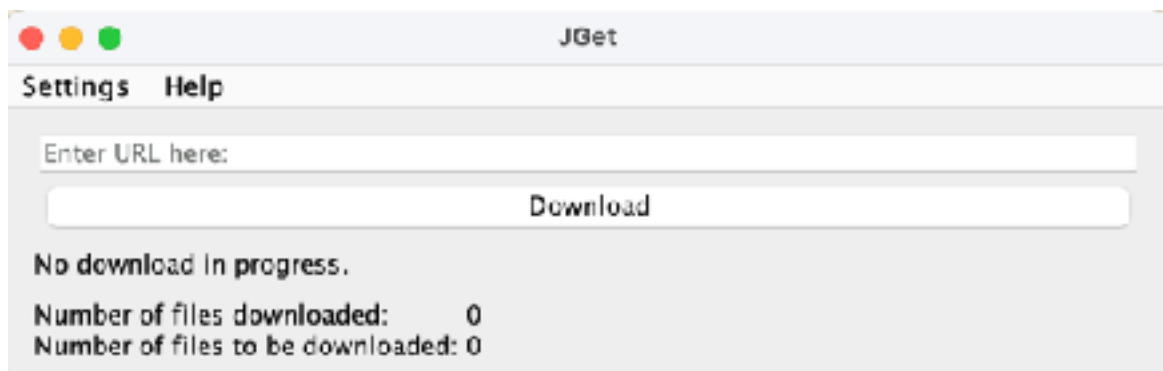 JGet
Settings Help
Enter URL here:
Download
No download in progress.
Number of files downloaded: 0
Number of files to be downloaded: 0